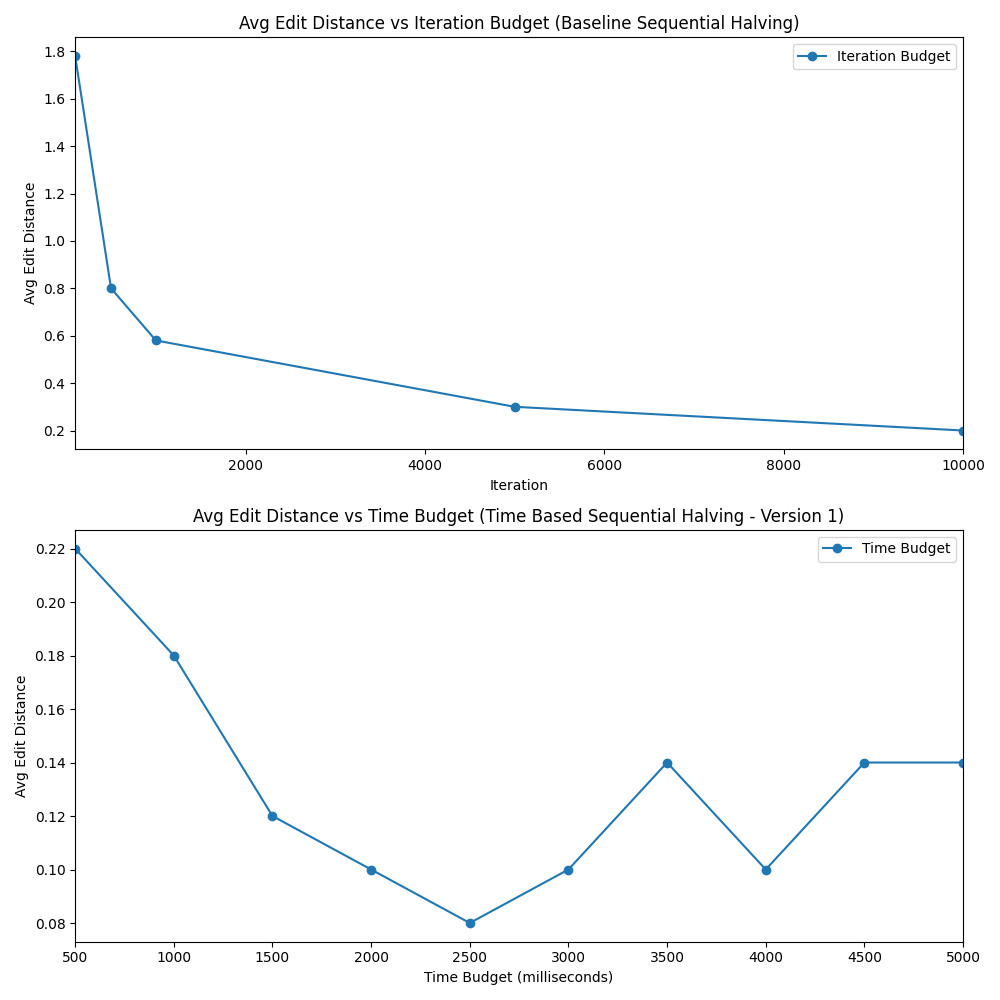 Avg Edit Distance vs Iteration Budget (Baseline Sequential Halving)
Iteration Budget
1.8
1.6
1.4
1.2
1.0
0.8
0.6
0.4
0.2
Avg Edit Distance
2000 4000 6000 8000 10000
Iteration
Avg Edit Distance vs Time Budget (Time Based Sequential Halving - Version 1)
Time Budget
0.22
0.20
0.18
0.16
0.14
0.12
0.10
0.08
Avg Edit Distance
500 1000 1500 2000 2500 3000 3500 4000 4500 5000
Time Budget (milliseconds)